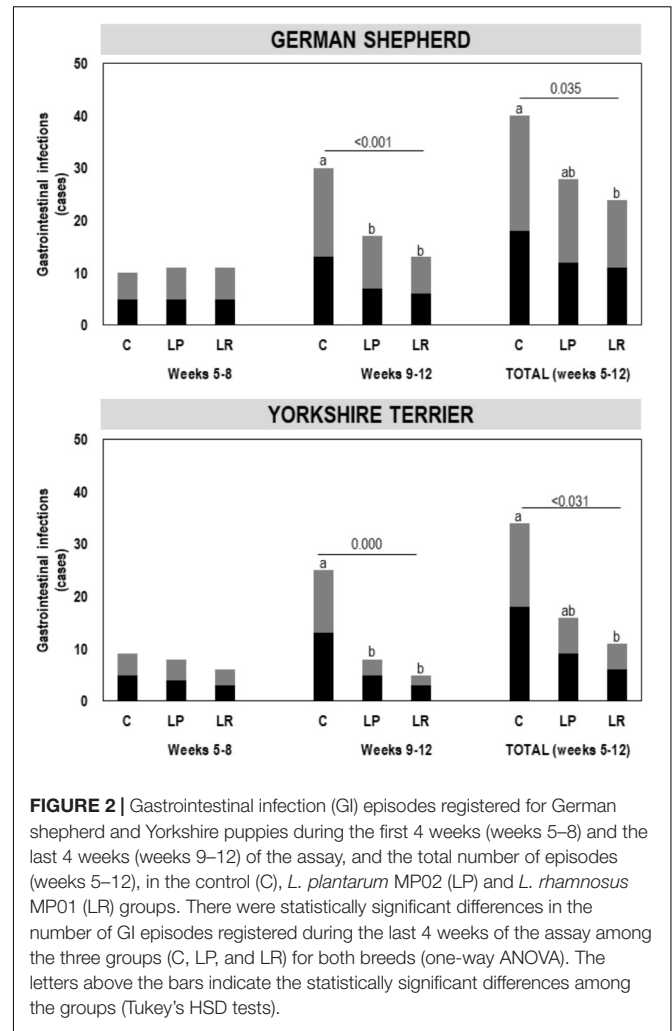 GERMAN SHEPHERD
50
40
30
20
10
0
Gastrointestinal infections
(cases)
<0.001
0.035
a
b
b
a
ab
b
C LP LR C LP LR C LP LR
Weeks 5-8 Weeks 9-12 TOTAL (weeks 5-12)
YORKSHIRE TERRIER
50
40
30
20
10
0
Gastrointestinal infections
(cases)
0.000
<0.031
a
b
b
a
ab
b
C LP LR C LP LR C LP LR
Weeks 5-8 Weeks 9-12 TOTAL (weeks 5-12)
FIGURE 2 | Gastrointestinal infection (GI) episodes registered for German
shepherd and Yorkshire puppies during the first 4 weeks (weeks 5–8) and the
last 4 weeks (weeks 9–12) of the assay, and the total number of episodes
(weeks 5–12), in the control (C), L. plantarum MP02 (LP) and L. rhamnosus
MP01 (LR) groups. There were statistically significant differences in the
number of GI episodes registered during the last 4 weeks of the assay among
the three groups (C, LP, and LR) for both breeds (one-way ANOVA). The
letters above the bars indicate the statistically significant differences among
the groups (Tukey's HSD tests).